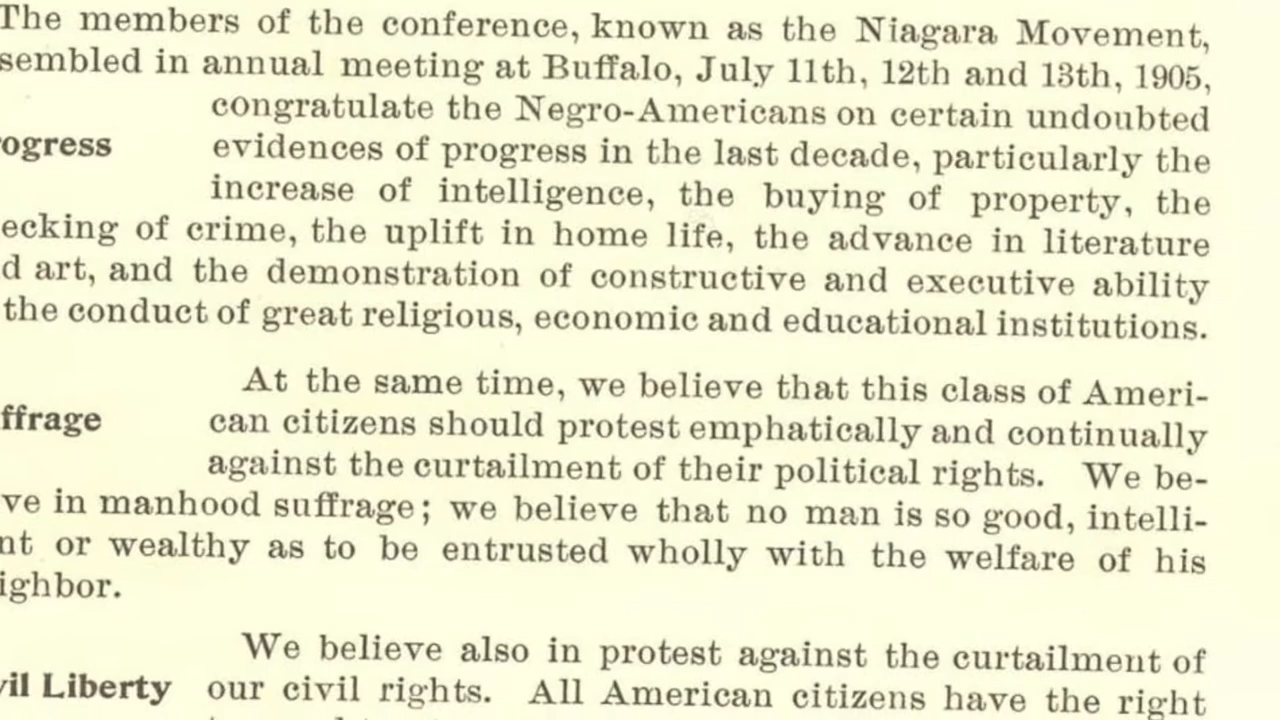 The members of the conference, known as the Niagara Movement,
sembled in annual meeting at Buffalo, July 11th, 12th and 13th, 1905,
congratulate the Negro-Americans on certain undoubted
ogress evidences of progress in the last decade, particularly the
increase of intelligence, the buying of property, the
ecking of crime, the uplift in home life, the advance in literature
d art, and the demonstration of constructive and executive ability
the conduct of great religious, economic and educational institutions.
At the same time, we believe that this class of Ameri-
ffrage can citizens should protest emphatically and continually
against the curtailment of their political rights. We be-
ve in manhood suffrage; we believe that no man is so good, intelli-
nt or wealthy as to be entrusted wholly with the welfare of his
ighbor.
We believe also in protest against the curtailment of
vil Liberty our civil rights. All American citizens have the right